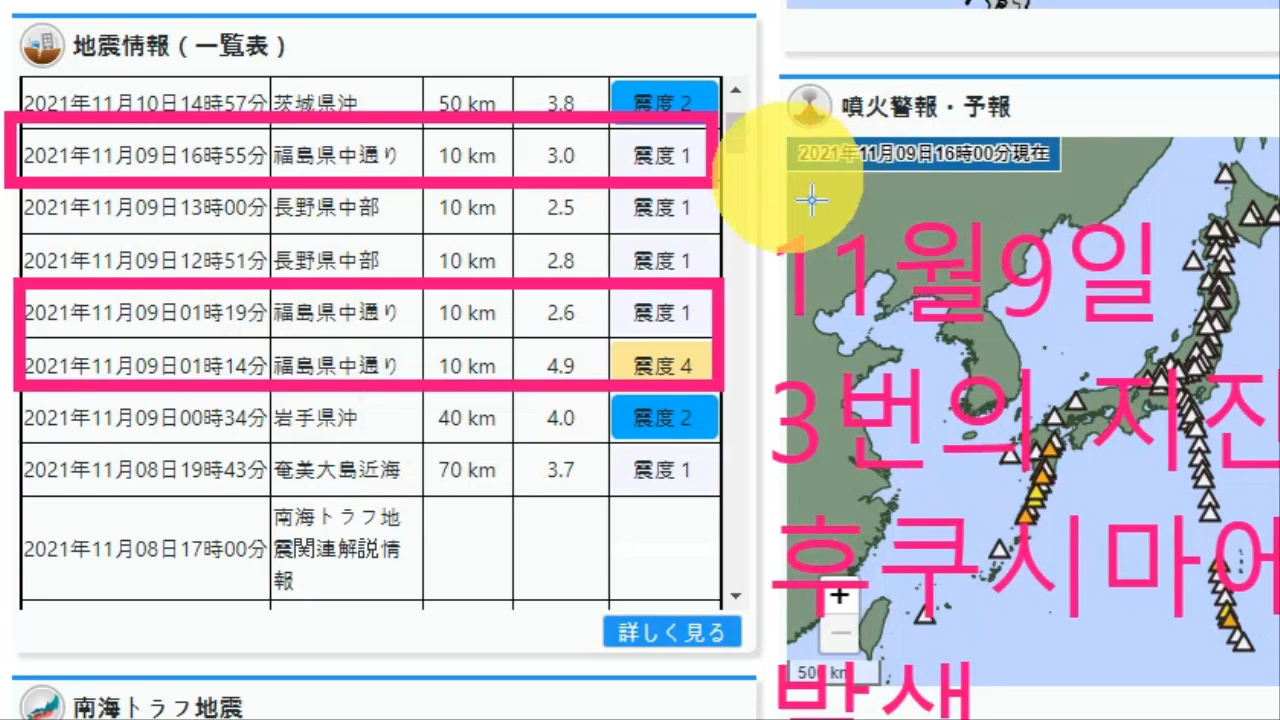 地震情報（一覧表）
2021年11月10日14時57分 茨城県沖 50 km 3.8 震度 2
2021年11月09日16時55分 福島県中通り 10 km 3.0 震度 1
2021年11月09日13時00分 長野県中部 10 km 2.5 震度 1
2021年11月09日12時51分 長野県中部 10 km 2.8 震度 1
2021年11月09日01時19分 福島県中通り 10 km 2.6 震度 1
2021年11月09日01時14分 福島県中通り 10 km 4.9 震度 4
2021年11月09日00時34分 岩手県沖 40 km 4.0 震度 2
2021年11月08日19時43分 奄美大島近海 70 km 3.7 震度 1
2021年11月08日17時00分 南海トラフ地
震関連解説情
報
詳しく見る
南海トラフ地震
噴火警報・予報
2021年11月09日16時00分現在
11월9일
3번의 지진
후쿠시마에
발생
+
−
500 km